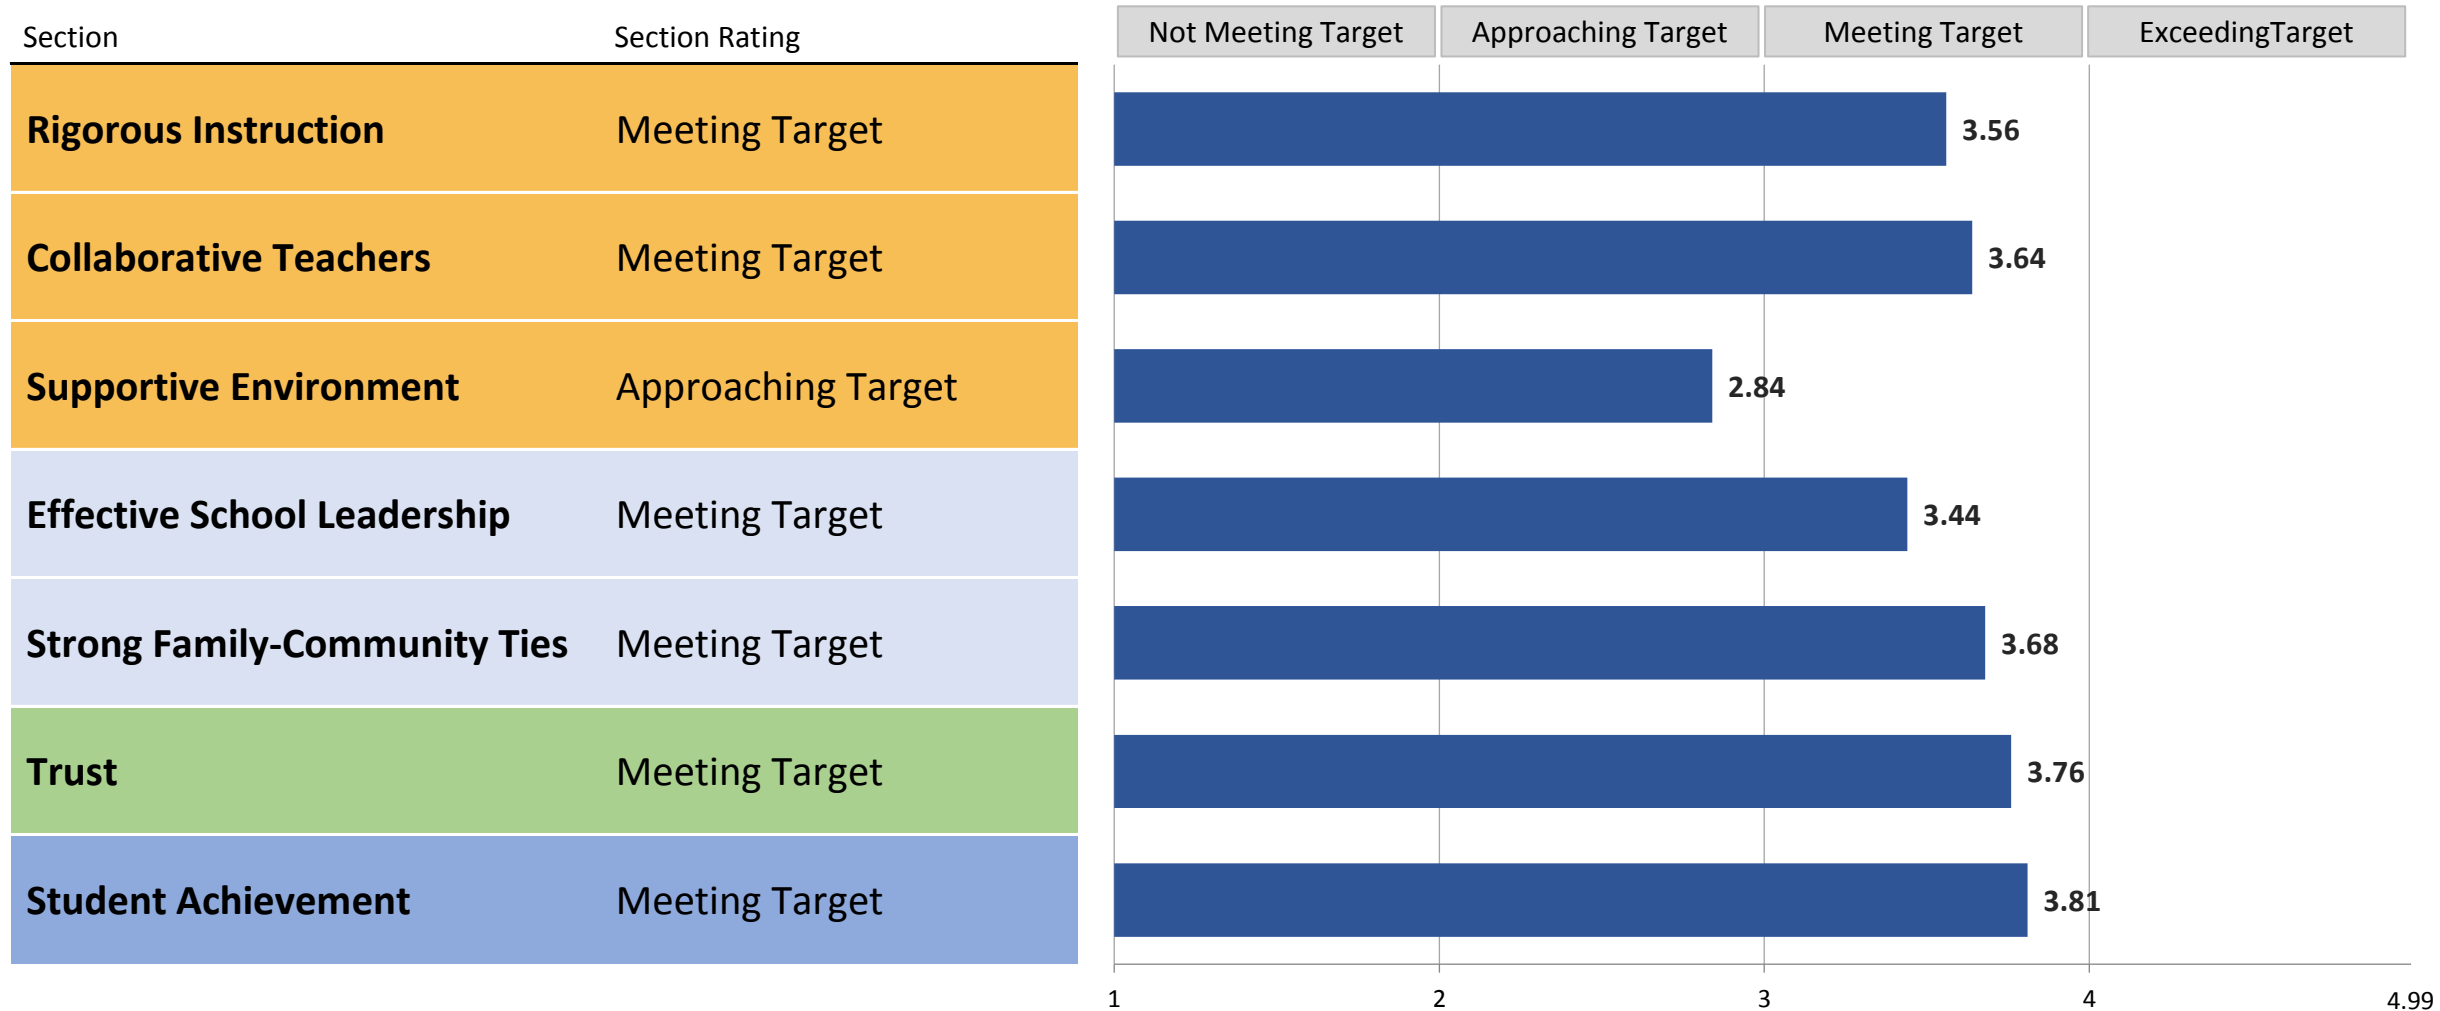 Section Section Rating Not Meeting Target Approaching Target Meeting Target ExceedingTarget
Rigorous Instruction Meeting Target 3.56
Collaborative Teachers Meeting Target 3.64
Supportive Environment Approaching Target 2.84
Effective School Leadership Meeting Target 3.44
Strong Family-Community Ties Meeting Target 3.68
Trust Meeting Target 3.76
Student Achievement Meeting Target 3.81
1 2 3 4 4.99